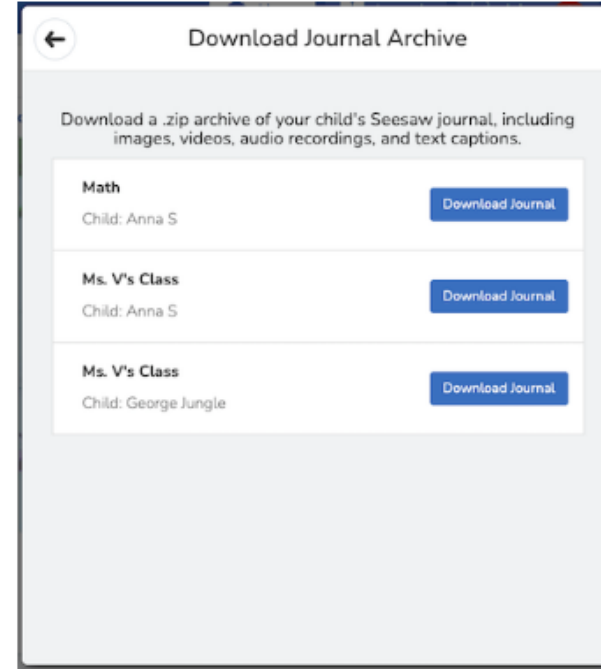 Download Journal Archive
Download a .zip archive of your child's Seesaw journal, including
images, videos, audio recordings, and text captions.
Math
Child: Anna S
Download Journal
Ms. V's Class
Child: Anna S
Download Journal
Ms. V's Class
Child: George Jungle
Download Journal